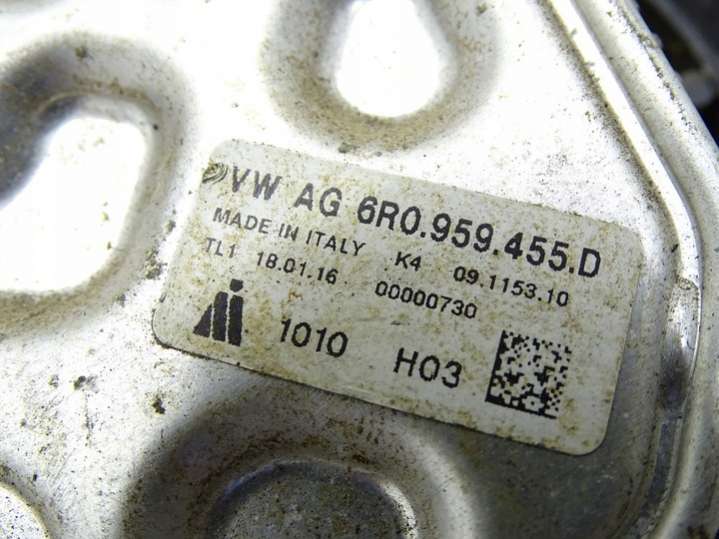 VW AG 6R0.959.455.D
MADE IN ITALY K4 09.1153.10
TL1 18.01.16 00000730
1010 H03